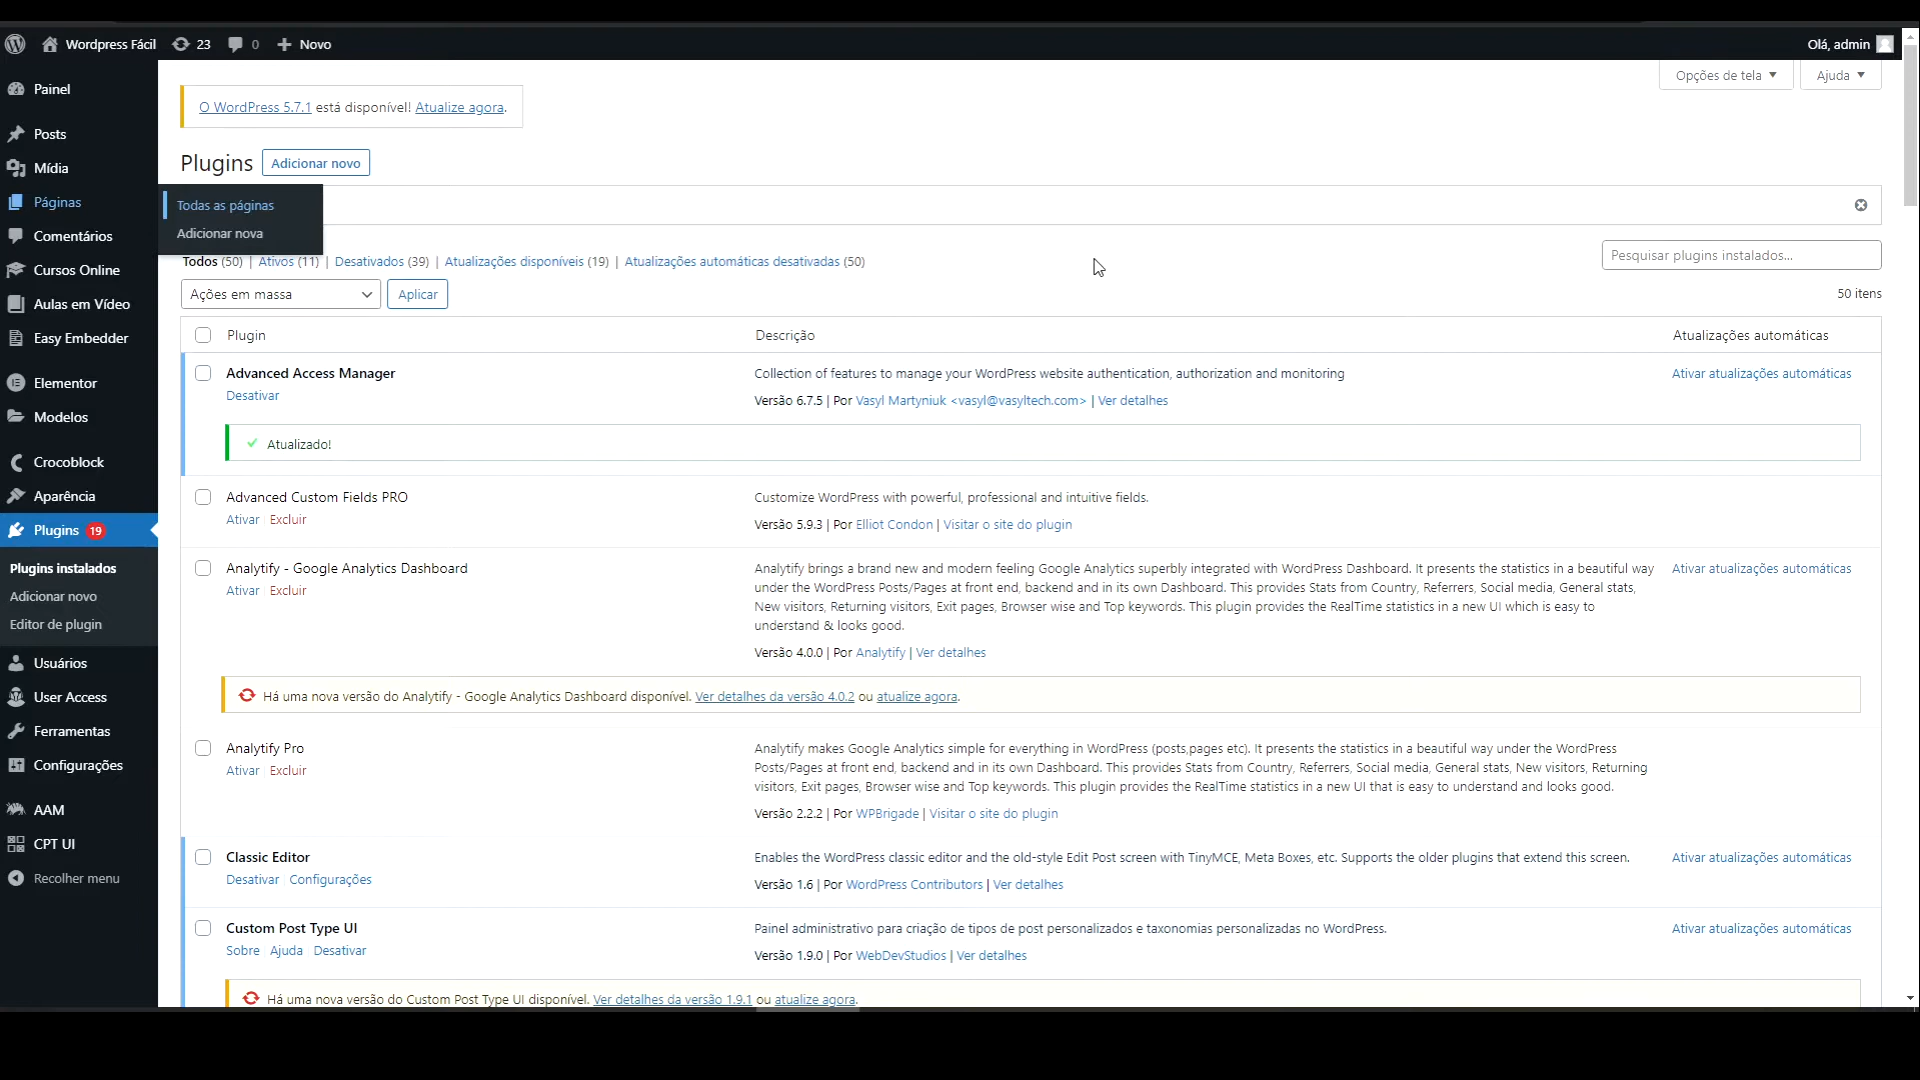 Wordpress Fácil 23 0 Novo
Olá, admin
Opções de tela
Ajuda
Painel
Posts
Mídia
Páginas
Todas as páginas
Adicionar nova
Comentários
Cursos Online
Aulas em Vídeo
Easy Embedder
Elementor
Modelos
Crocoblock
Aparência
Plugins 19
Plugins instalados
Adicionar novo
Editor de plugin
Usuários
User Access
Ferramentas
Configurações
AAM
CPT UI
Recolher menu
O WordPress 5.7.1 está disponível! Atualize agora.
Plugins Adicionar novo
Todos (50) | Ativos (11) | Desativados (39) | Atualizações disponíveis (19) | Atualizações automáticas desativadas (50)
Pesquisar plugins instalados...
Ações em massa Aplicar
50 itens
Plugin Descrição Atualizações automáticas
Advanced Access Manager
Desativar
Collection of features to manage your WordPress website authentication, authorization and monitoring
Versão 6.7.5 | Por Vasyl Martyniuk <vasyl@vasyltech.com> | Ver detalhes
Ativar atualizações automáticas
Atualizado!
Advanced Custom Fields PRO
Ativar | Excluir
Customize WordPress with powerful, professional and intuitive fields.
Versão 5.9.3 | Por Elliot Condon | Visitar o site do plugin
Analytify - Google Analytics Dashboard
Ativar | Excluir
Analytify brings a brand new and modern feeling Google Analytics superbly integrated with WordPress Dashboard. It presents the statistics in a beautiful way
under the WordPress Posts/Pages at front end, backend and in its own Dashboard. This provides Stats from Country, Referrers, Social media, General stats,
New visitors, Returning visitors, Exit pages, Browser wise and Top keywords. This plugin provides the RealTime statistics in a new UI which is easy to
understand & looks good.
Versão 4.0.0 | Por Analytify | Ver detalhes
Ativar atualizações automáticas
Há uma nova versão do Analytify - Google Analytics Dashboard disponível. Ver detalhes da versão 4.0.2 ou atualize agora.
Analytify Pro
Ativar | Excluir
Analytify makes Google Analytics simple for everything in WordPress (posts,pages etc). It presents the statistics in a beautiful way under the WordPress
Posts/Pages at front end, backend and in its own Dashboard. This provides Stats from Country, Referrers, Social media, General stats, New visitors, Returning
visitors, Exit pages, Browser wise and Top keywords. This plugin provides the RealTime statistics in a new UI that is easy to understand and looks good.
Versão 2.2.2 | Por WPBrigade | Visitar o site do plugin
Classic Editor
Desativar | Configurações
Enables the WordPress classic editor and the old-style Edit Post screen with TinyMCE, Meta Boxes, etc. Supports the older plugins that extend this screen.
Versão 1.6 | Por WordPress Contributors | Ver detalhes
Ativar atualizações automáticas
Custom Post Type UI
Sobre | Ajuda | Desativar
Painel administrativo para criação de tipos de post personalizados e taxonomias personalizadas no WordPress.
Versão 1.9.0 | Por WebDevStudios | Ver detalhes
Ativar atualizações automáticas
Há uma nova versão do Custom Post Type UI disponível. Ver detalhes da versão 1.9.1 ou atualize agora.